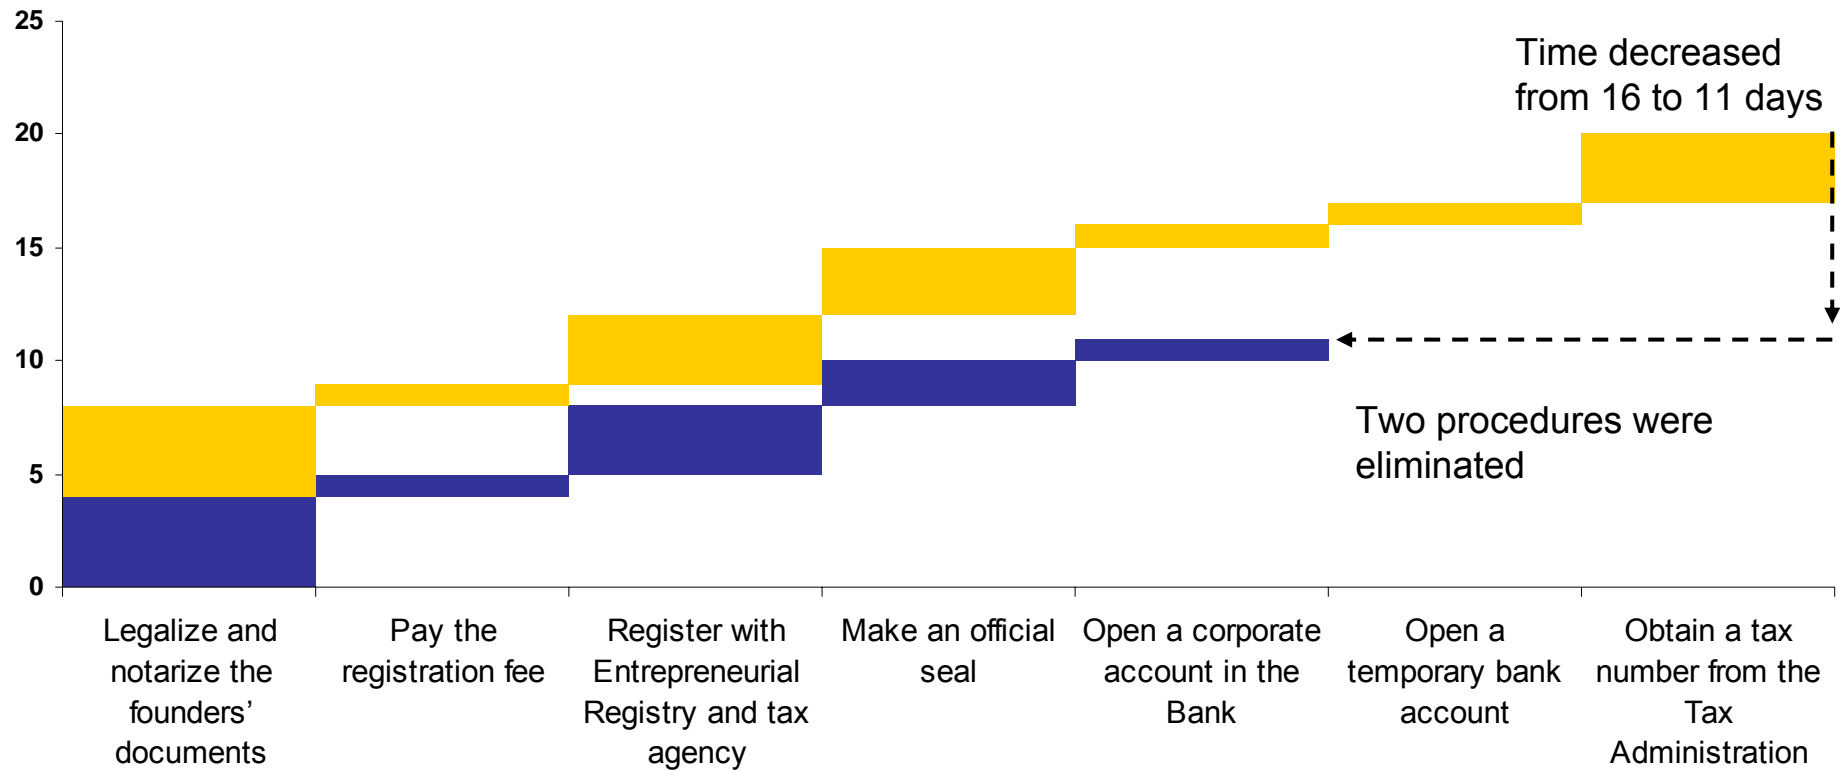 25
Time decreased
from 16 to 11 days
20
15
10
Two procedures were
eliminated
5
0
Legalize and
notarize the
founders’
documents
Pay the
registration fee
Register with
Entrepreneurial
Registry and tax
agency
Make an official
seal
Open a corporate
account in the
Bank
Open a
temporary bank
account
Obtain a tax
number from the
Tax
Administration